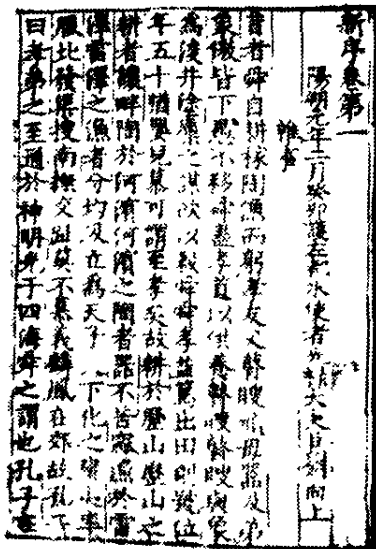 新序卷第一
陽朔元年二月癸卯護左都水使者光祿大夫臣劉向上
雜事
昔者舜自耕稼陶漁而躬孝友父瞽瞍頑母嚚及弟
象傲皆下愚不移舜盡孝道以供養瞽瞍瞽瞍與象
為浚井塗廩之謀欲以殺舜舜孝益篤出田則號泣
年五十猶嬰兒慕可謂至孝矣故耕於歷山歷山之
耕者讓畔陶於河濱河濱之陶者器不苦窳漁於雷
澤雷澤之漁者分均及立為天子天下化之蠻夷率
服北發渠搜南撫交阯莫不慕義麟鳳在郊故孔子
曰孝弟之至通於神明光于四海舜之謂也孔子在